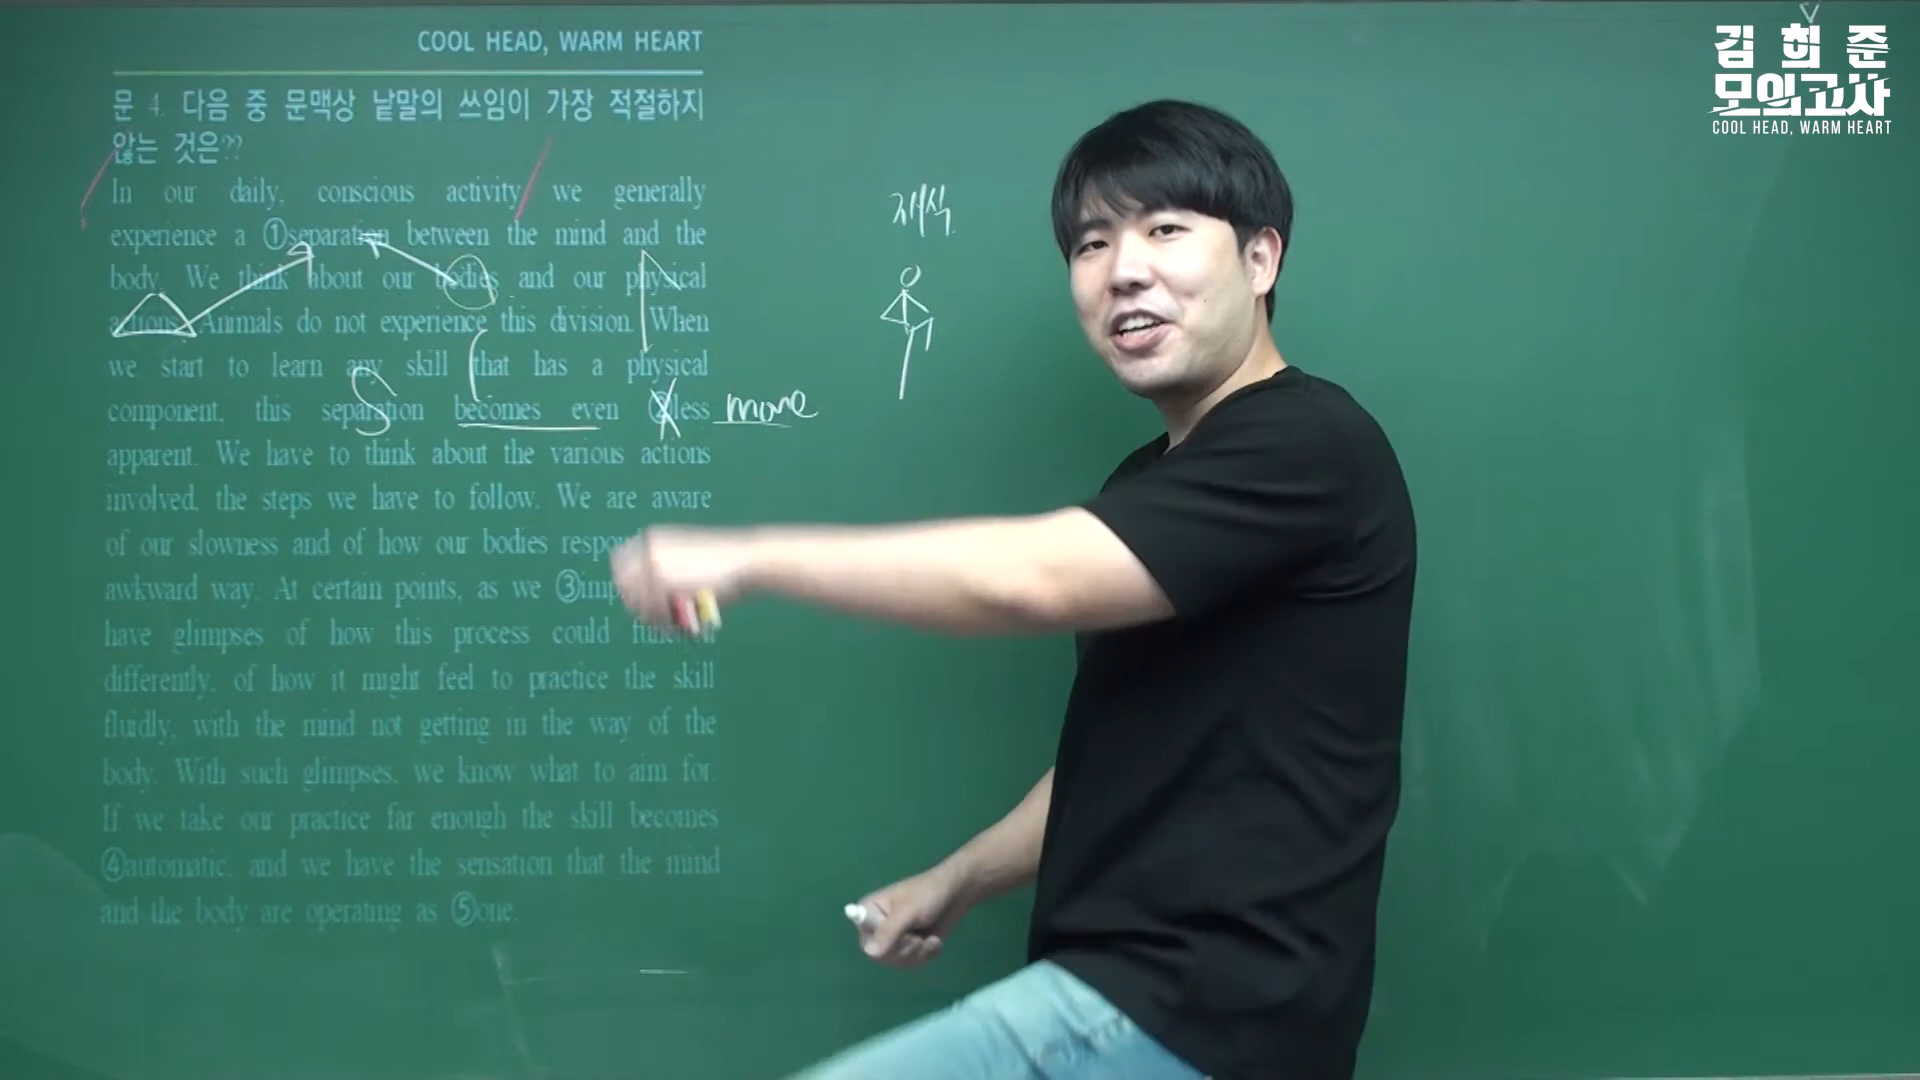 COOL HEAD, WARM HEART
김희준
모의고사
COOL HEAD, WARM HEART
문 4. 다음 중 문맥상 낱말의 쓰임이 가장 적절하지
않는 것은??
In our daily, conscious activity we generally
experience a ①separation between the mind and the
body. We think about our bodies and our physical
actions. Animals do not experience this division. When
we start to learn any skill that has a physical
component, this separation becomes even ②less more
apparent. We have to think about the various actions
involved, the steps we have to follow. We are aware
of our slowness and of how our bodies
awkward way. At certain points, as we ③
have glimpses of how this process could function
differently, of how it might feel to practice the skill
fluidly, with the mind not getting in the way of the
body. With such glimpses, we know what to aim for.
If we take our practice far enough the skill becomes
④automatic, and we have the sensation that the mind
and the body are operating as ⑤one.
S